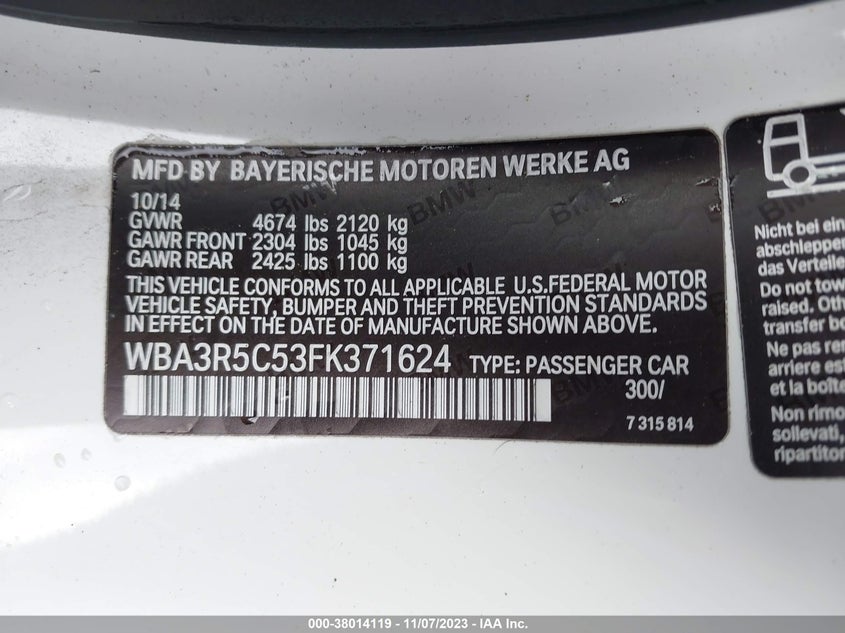 MFD BY BAYERISCHE MOTOREN WERKE AG
10/14
GVWR 4674 lbs 2120 kg
GAWR FRONT 2304 lbs 1045 kg
GAWR REAR 2425 lbs 1100 kg
THIS VEHICLE CONFORMS TO ALL APPLICABLE U.S.FEDERAL MOTOR
VEHICLE SAFETY, BUMPER AND THEFT PREVENTION STANDARDS
IN EFFECT ON THE DATE OF MANUFACTURE SHOWN ABOVE.
WBA3R5C53FK371624 TYPE: PASSENGER CAR
300/
7 315 814
Nicht bei ein
abschleppen
das Verteile
Do not tow
raised. Othe
transfer bo
Ne pas rem
arriere est
et la boît
Non rimo
sollevati,
ripartitor
000-38014119 - 11/07/2023 - © IAA Inc.